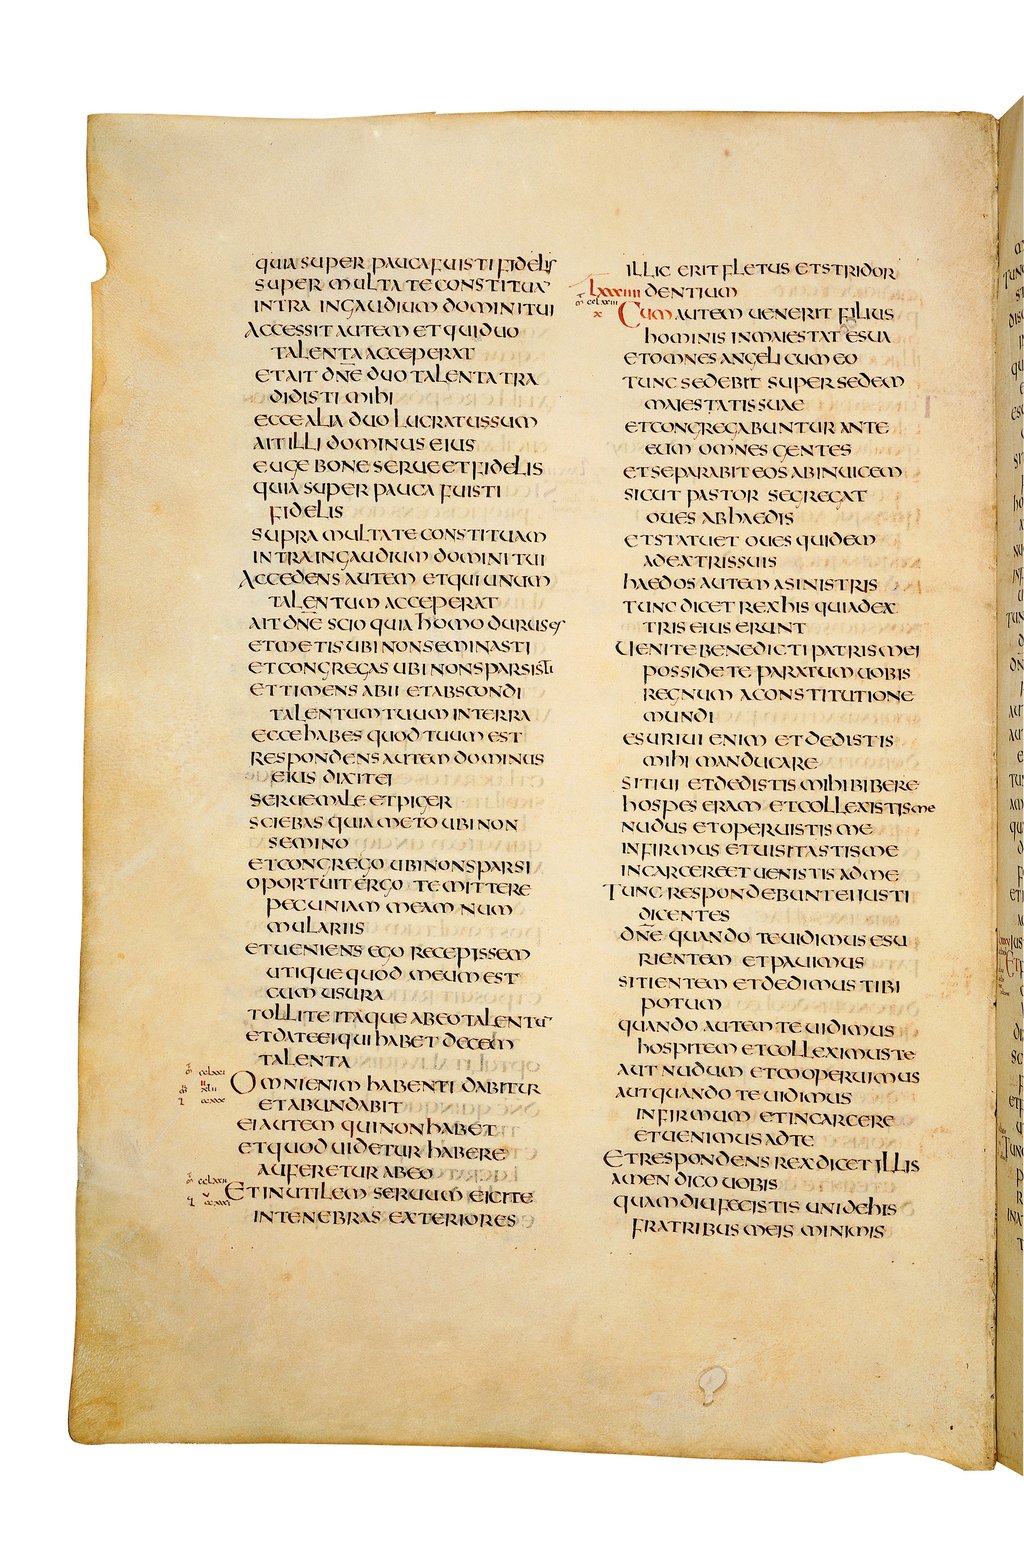 QUIA SUPER PAUCA FUISTI FIDELIS
SUPER MULTA TE CONSTITUA
INTRA IN GAUDIUM DOMINI TUI
ACCESSIT AUTEM ET QUI DUO
TALENTA ACCEPERAT
ET AIT DNE DUO TALENTA TRA
DIDISTI MIHI
ECCE ALIA DUO LUCRATUS SUM
AIT ILLI DOMINUS EIUS
EUGE BONE SERUE ET FIDELIS
QUIA SUPER PAUCA FUISTI
FIDELIS
SUPRA MULTA TE CONSTITUAM
INTRA IN GAUDIUM DOMINI TUI
ACCEDENS AUTEM ET QUI UNUM
TALENTUM ACCEPERAT
AIT DNE SCIO QUIA HOMO DURUS ES
ET METIS UBI NON SEMINASTI
ET CONGREGAS UBI NON SPARSISTI
ET TIMENS ABII ET ABSCONDI
TALENTUM TUUM IN TERRA
ECCE HABES QUOD TUUM EST
RESPONDENS AUTEM DOMINUS
EIUS DIXIT EI
SERUE MALE ET PIGER
SCIEBAS QUIA METO UBI NON
SEMINO
ET CONGREGO UBI NON SPARSI
OPORTUIT ERGO TE MITTERE
PECUNIAM MEAM NUM
MULARIIS
ET UENIENS EGO RECEPISSEM
UTIQUE QUOD MEUM EST
CUM USURA
TOLLITE ITAQUE AB EO TALENTU
ET DATE EI QUI HABET DECEM
TALENTA
OMNI ENIM HABENTI DABITUR
ET ABUNDABIT
EI AUTEM QUI NON HABET
ET QUOD UIDETUR HABERE
AUFERETUR AB EO
ET INUTILEM SERUUM EICITE
IN TENEBRAS EXTERIORES
ILLIC ERIT FLETUS ET STRIDOR
LXXXIIII DENTIUM
CUM AUTEM UENERIT FILIUS
HOMINIS IN MAIESTATE SUA
ET OMNES ANGELI CUM EO
TUNC SEDEBIT SUPER SEDEM
MAIESTATIS SUAE
ET CONGREGABUNTUR ANTE
EUM OMNES GENTES
ET SEPARABIT EOS AB INUICEM
SICUT PASTOR SEGREGAT
OUES AB HAEDIS
ET STATUET OUES QUIDEM
A DEXTRIS SUIS
HAEDOS AUTEM A SINISTRIS
TUNC DICET REX HIS QUI A DEX
TRIS EIUS ERUNT
UENITE BENEDICTI PATRIS MEI
POSSIDETE PARATUM UOBIS
REGNUM A CONSTITUTIONE
MUNDI
ESURIUI ENIM ET DEDISTIS
MIHI MANDUCARE
SITIUI ET DEDISTIS MIHI BIBERE
HOSPES ERAM ET COLLEXISTIS ME
NUDUS ET OPERUISTIS ME
INFIRMUS ET UISITASTIS ME
IN CARCERE ET UENISTIS AD ME
TUNC RESPONDEBUNT EI IUSTI
DICENTES
DNE QUANDO TE UIDIMUS ESU
RIENTEM ET PAUIMUS
SITIENTEM ET DEDIMUS TIBI
POTUM
QUANDO AUTEM TE UIDIMUS
HOSPITEM ET COLLEXIMUS TE
AUT NUDUM ET COOPERUIMUS
AUT QUANDO TE UIDIMUS
INFIRMUM ET IN CARCERE
ET UENIMUS AD TE
ET RESPONDENS REX DICET ILLIS
AMEN DICO UOBIS
QUAMDIU FECISTIS UNI DE HIS
FRATRIBUS MEIS MINIMIS